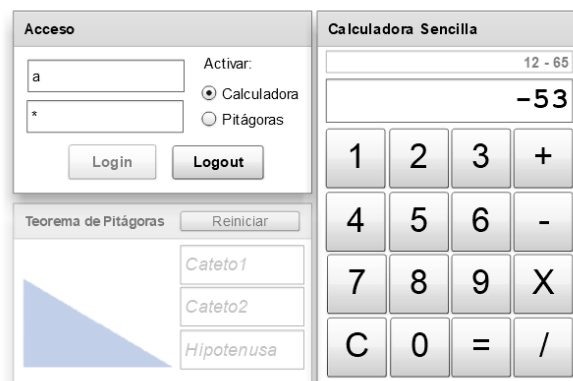 Acceso
a
*
Activar:
Calculadora
Pitágoras
Login Logout
Teorema de Pitágoras Reiniciar
Cateto1
Cateto2
Hipotenusa
Calculadora Sencilla
12 - 65
-53
1 2 3 +
4 5 6 -
7 8 9 X
C 0 = /